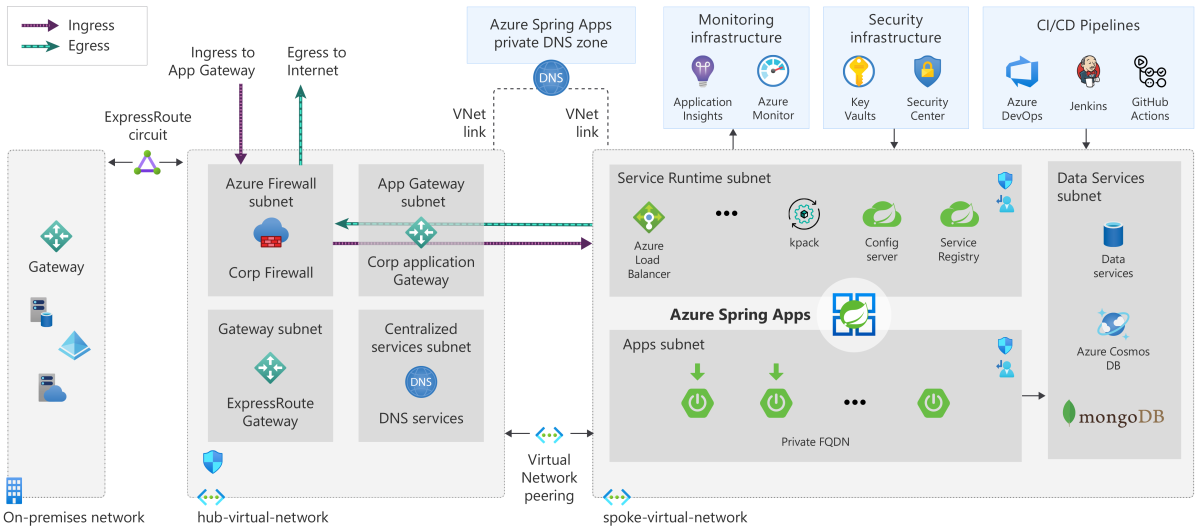 Ingress
Egress
Ingress to
App Gateway
Egress to
Internet
ExpressRoute
circuit
Azure Spring Apps
private DNS zone
DNS
VNet
link
VNet
link
Monitoring
infrastructure
Application
Insights
Azure
Monitor
Security
infrastructure
Key
Vaults
Security
Center
CI/CD Pipelines
Azure
DevOps
Jenkins
GitHub
Actions
Gateway
On-premises network
Azure Firewall
subnet
Corp Firewall
App Gateway
subnet
Corp application
Gateway
Gateway subnet
ExpressRoute
Gateway
Centralized
services subnet
DNS
DNS services
hub-virtual-network
Virtual
Network
peering
Service Runtime subnet
Azure
Load
Balancer
kpack
Config
server
Service
Registry
Azure Spring Apps
Apps subnet
Private FQDN
Data Services
subnet
Data
services
Azure Cosmos
DB
mongoDB
spoke-virtual-network